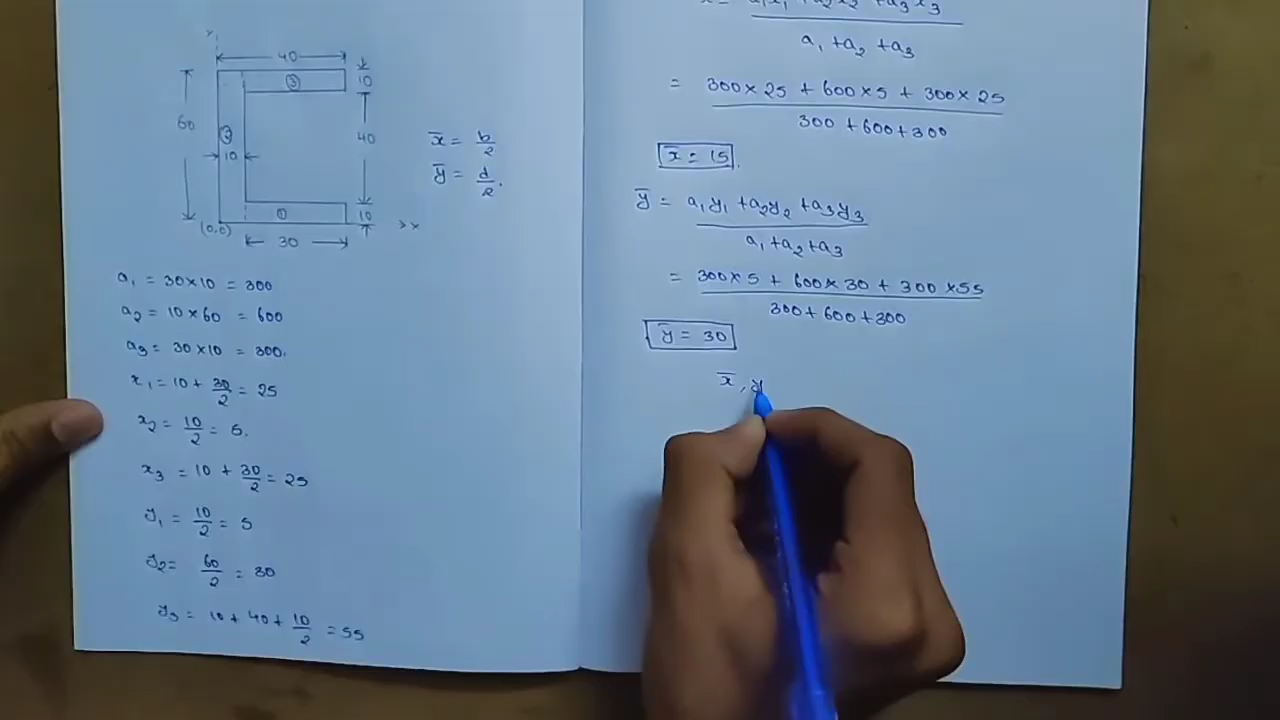 y
40
③
10
60
②
10
40
x̄ = b/2
ȳ = d/2.
①
10
(0,0)
x
30
a₁ = 30×10 = 300
a₂ = 10×60 = 600
a₃ = 30×10 = 300.
x₁ = 10 + 30/2 = 25
x₂ = 10/2 = 5.
x₃ = 10 + 30/2 = 25
y₁ = 10/2 = 5
y₂ = 60/2 = 30
y₃ = 10 + 40 + 10/2 = 55
a₁x₁ + a₂x₂ + a₃x₃
a₁ + a₂ + a₃
= 300×25 + 600×5 + 300×25
300 + 600 + 300
x̄ = 15.
ȳ = a₁y₁ + a₂y₂ + a₃y₃
a₁ + a₂ + a₃
= 300×5 + 600×30 + 300×55
300 + 600 + 300
ȳ = 30
x̄, y